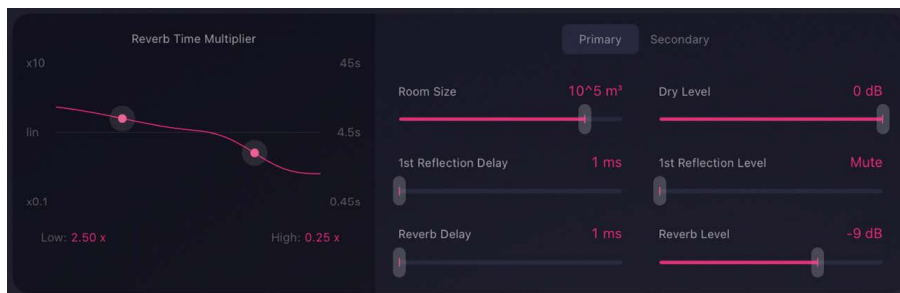 Reverb Time Multiplier
x10 45s
lin 4.5s
x0.1 0.45s
Low: 2.50 x High: 0.25 x
Primary Secondary
Room Size 10^5 m³ Dry Level 0 dB
1st Reflection Delay 1 ms 1st Reflection Level Mute
Reverb Delay 1 ms Reverb Level -9 dB